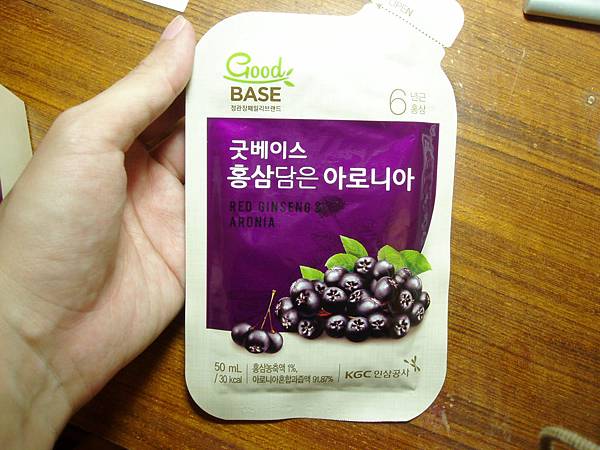 OPEN
Good
BASE
정관장패밀리브랜드
6 년근
홍삼
굿베이스
홍삼담은 아로니아
RED GINSENG &
ARONIA
50 mL
/30 kcal
홍삼농축액 1%,
아로니아혼합과즙액 91.87%
KGC 인삼공사